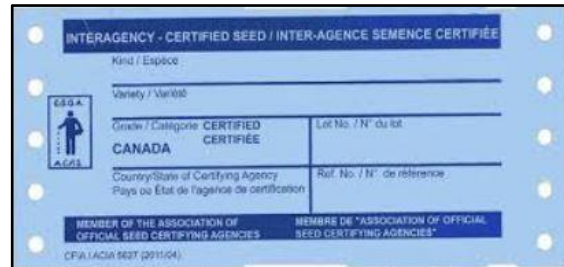 INTERAGENCY - CERTIFIED SEED / INTER-AGENCE SEMENCE CERTIFIÉE
Kind / Espèce
Variety / Variété
C.S.G.A.
A.C.P.S.
Grade / Catégorie CERTIFIED
CERTIFIÉE
CANADA
Lot No. / N° du lot
Country/State of Certifying Agency
Pays ou État de l'agence de certification
Ref. No. / N° de référence
MEMBER OF THE ASSOCIATION OF
OFFICIAL SEED CERTIFYING AGENCIES
MEMBRE DE "ASSOCIATION OF OFFICIAL
SEED CERTIFYING AGENCIES"
CFIA / ACIA 5627 (2011/04)